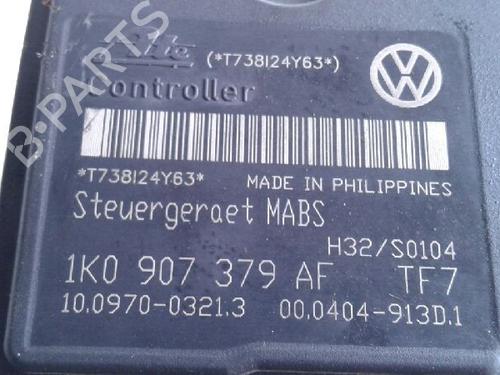 Ate (*T738I24Y63*)
Controller
*T738I24Y63* MADE IN PHILIPPINES
Steuergeraet MABS
H32/S0104
1K0 907 379 AF TF7
10.0970-0321.3 00.0404-913D.1
B-PARTS